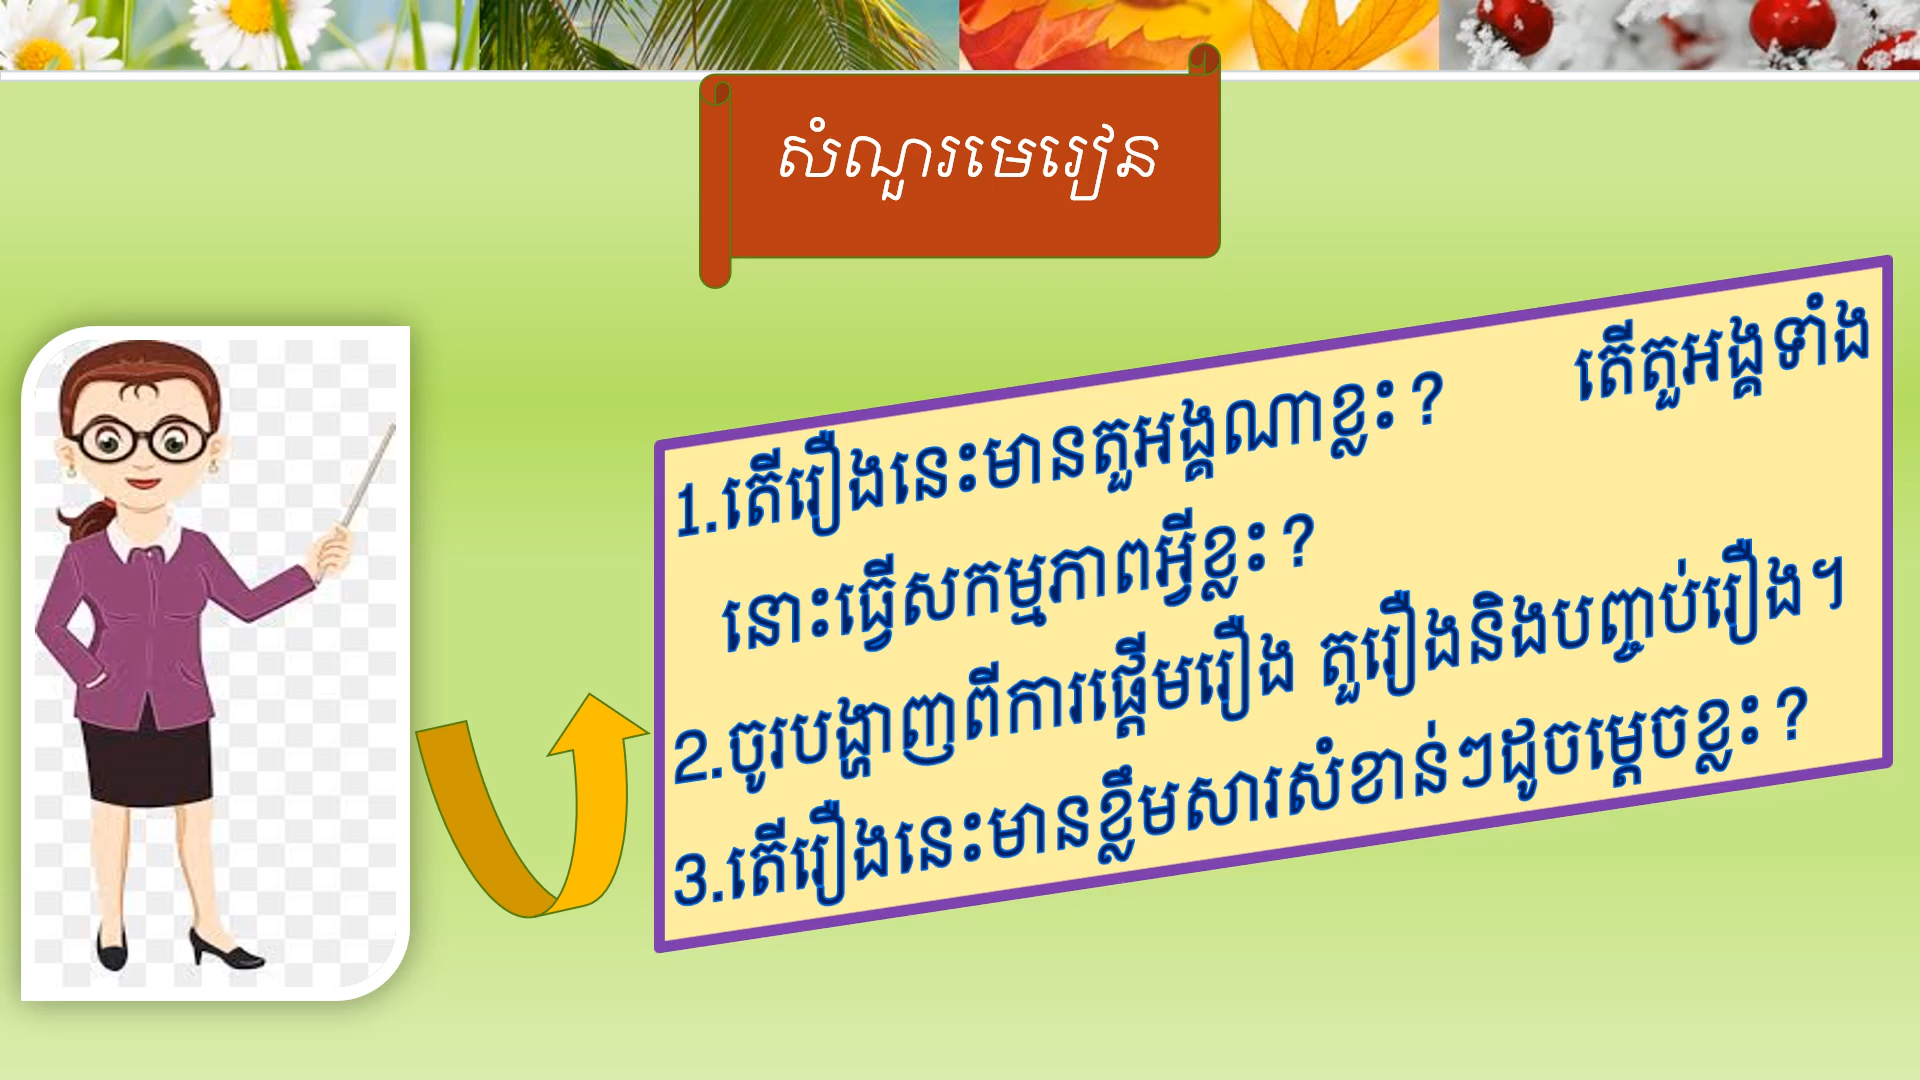 សំណួរមេរៀន
1.តើរឿងនេះមានតួអង្គណាខ្លះ? តើតួអង្គទាំង
នោះធ្វើសកម្មភាពអ្វីខ្លះ?
2.ចូរបង្ហាញពីការផ្ដើមរឿង តួរឿងនិងបញ្ចប់រឿង។
3.តើរឿងនេះមានខ្លឹមសារសំខាន់ៗដូចម្ដេចខ្លះ?